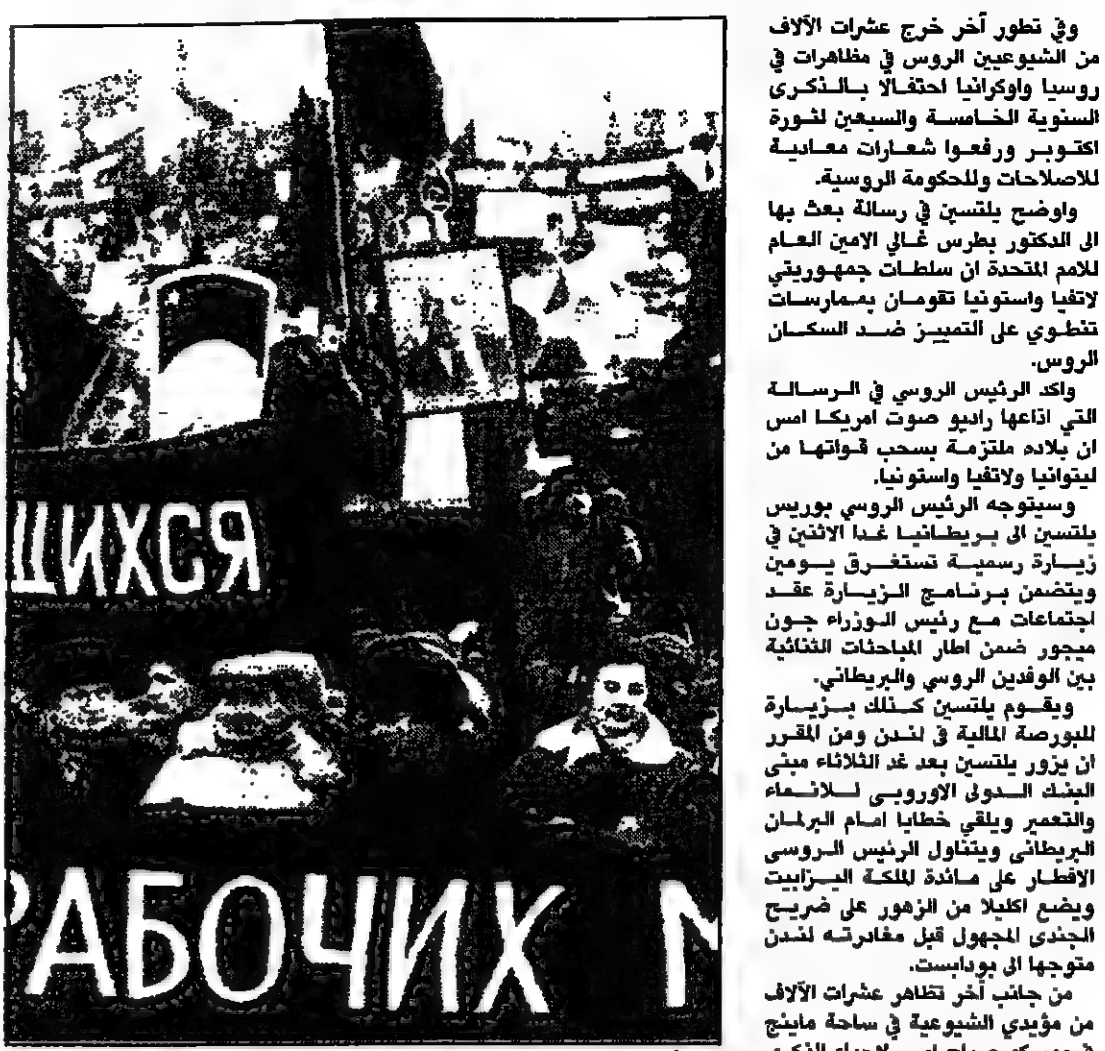 وفي تطور آخر خرج عشرات الآلاف
من الشيوعيين الروس في مظاهرات في
روسيا واوكرانيا احتفالا بالذكرى
السنوية الخامسة والسبعين لثورة
اكتوبر ورفعوا شعارات معادية
للاصلاحات وللحكومة الروسية.
واوضح يلتسين في رسالة بعث بها
الى الدكتور بطرس غالي الامين العام
للامم المتحدة ان سلطات جمهوريتي
لاتفيا واستونيا تقومان بممارسات
تنطوي على التمييز ضد السكان
الروس.
واكد الرئيس الروسي في الرسالة
التي اذاعها راديو صوت امريكا امس
ان بلاده ملتزمة بسحب قواتها من
ليتوانيا ولاتفيا واستونيا.
وسيتوجه الرئيس الروسي بوريس
يلتسين الى بريطانيا غدا الاثنين في
زيارة رسمية تستغرق يومين
ويتضمن برنامج الزيارة عقد
اجتماعات مع رئيس الوزراء جون
ميجور ضمن اطار المباحثات الثنائية
بين الوفدين الروسي والبريطاني.
ويقوم يلتسين كذلك بزيارة
للبورصة المالية في لندن ومن المقرر
ان يزور يلتسين بعد غد الثلاثاء مبنى
البنك الدولى الاوروبى للانماء
والتعمير ويلقي خطابا امام البرلمان
البريطانى ويتناول الرئيس الروسى
الافطار على مائدة الملكة اليزابيت
ويضع اكليلا من الزهور على ضريح
الجندى المجهول قبل مغادرته لندن
متوجها الى بودابست.
من جانب آخر تظاهر عشرات الآلاف
من مؤيدي الشيوعية في ساحة ماينج
ЩИХСЯ
РАБОЧИХ М